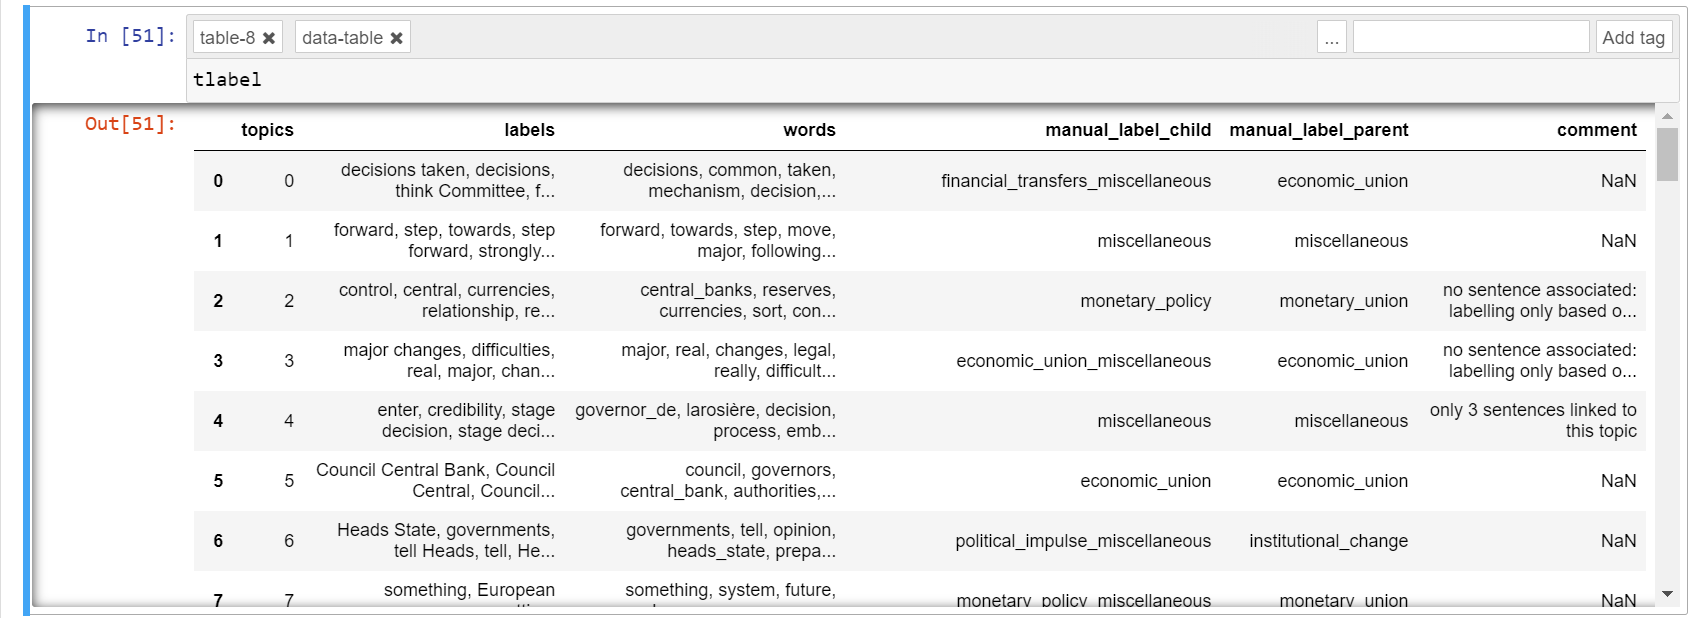 In [51]: table-8 ✖ data-table ✖ ... Add tag
tlabel
Out[51]:
topics labels words manual_label_child manual_label_parent comment
0 0 decisions taken, decisions, think Committee, f... decisions, common, taken, mechanism, decision,... financial_transfers_miscellaneous economic_union NaN
1 1 forward, step, towards, step forward, strongly... forward, towards, step, move, major, following... miscellaneous miscellaneous NaN
2 2 control, central, currencies, relationship, re... central_banks, reserves, currencies, sort, con... monetary_policy monetary_union no sentence associated: labelling only based o...
3 3 major changes, difficulties, real, major, chan... major, real, changes, legal, really, difficult... economic_union_miscellaneous economic_union no sentence associated: labelling only based o...
4 4 enter, credibility, stage decision, stage deci... governor_de, larosière, decision, process, emb... miscellaneous miscellaneous only 3 sentences linked to this topic
5 5 Council Central Bank, Council Central, Council... council, governors, central_bank, authorities,... economic_union economic_union NaN
6 6 Heads State, governments, tell Heads, tell, He... governments, tell, opinion, heads_state, prepa... political_impulse_miscellaneous institutional_change NaN
7 7 something, European something, system, future, monetary_policy_miscellaneous monetary_union NaN